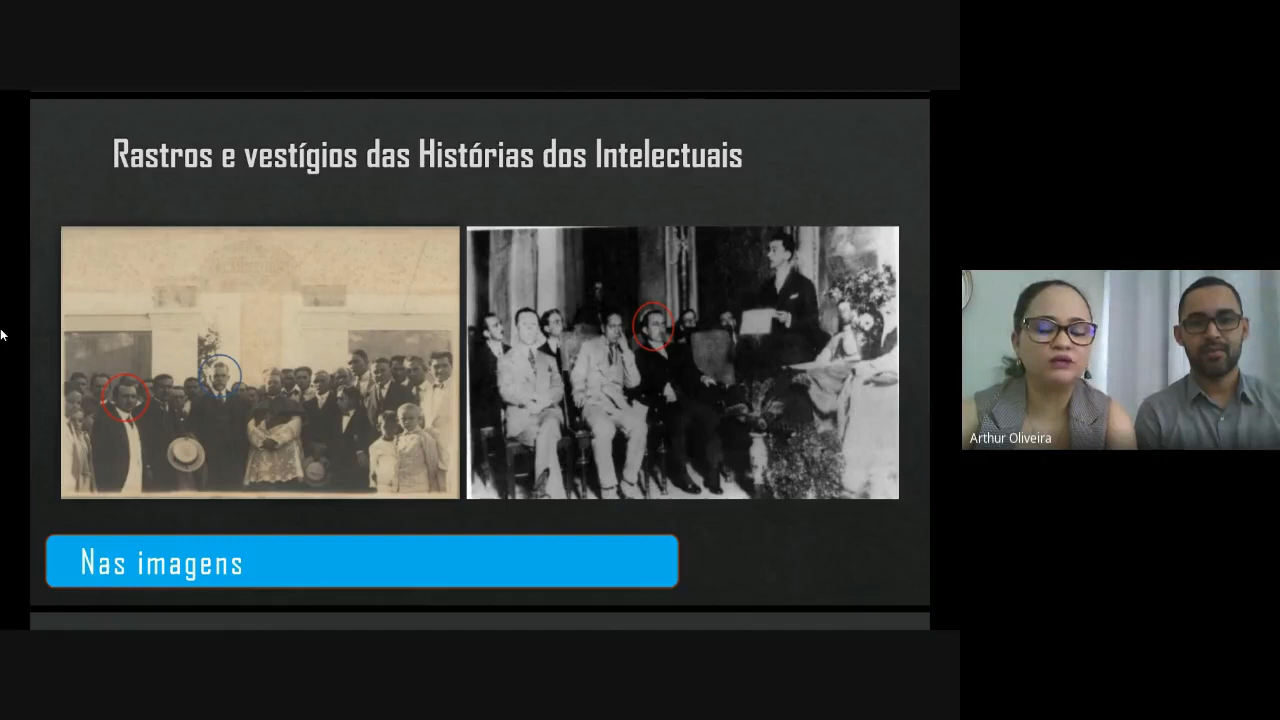 Rastros e vestígios das Histórias dos Intelectuais
Nas imagens
Arthur Oliveira